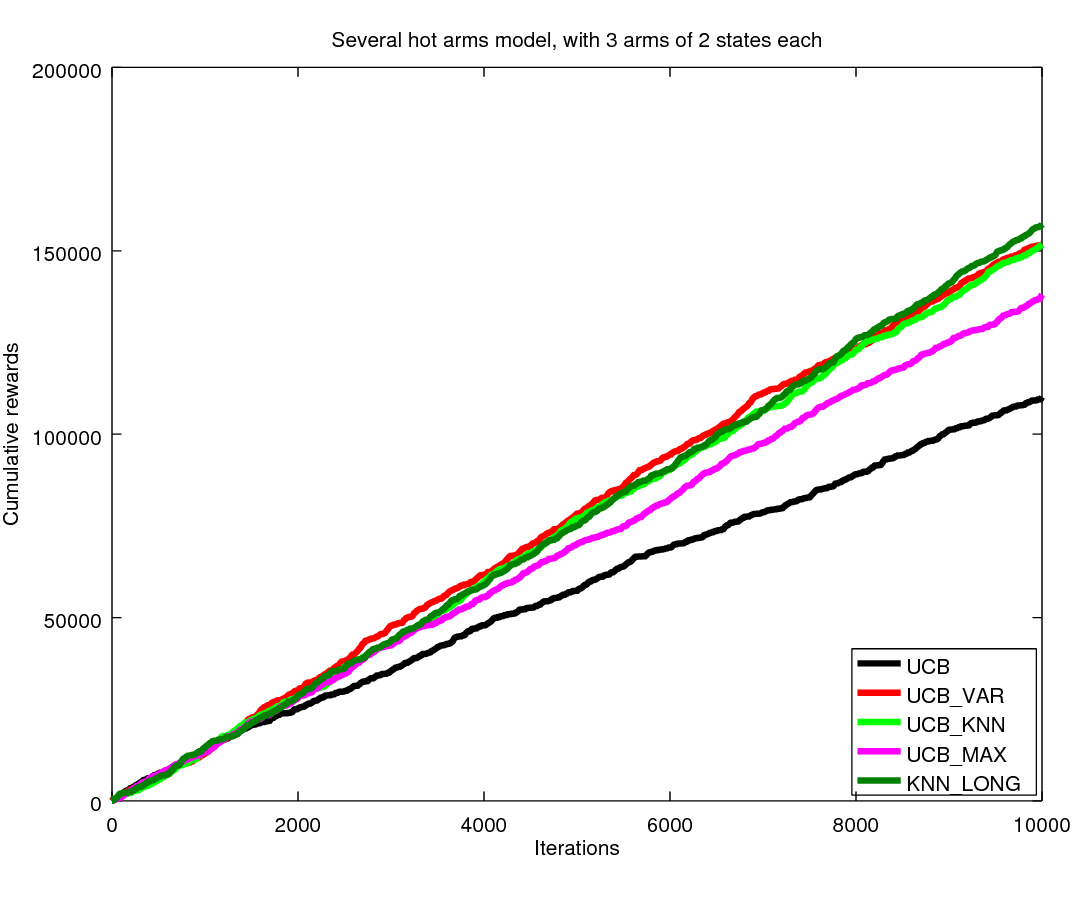 Several hot arms model, with 3 arms of 2 states each
200000
150000
100000
50000
0
Cumulative rewards
0 2000 4000 6000 8000 10000
Iterations
UCB
UCB_VAR
UCB_KNN
UCB_MAX
KNN_LONG